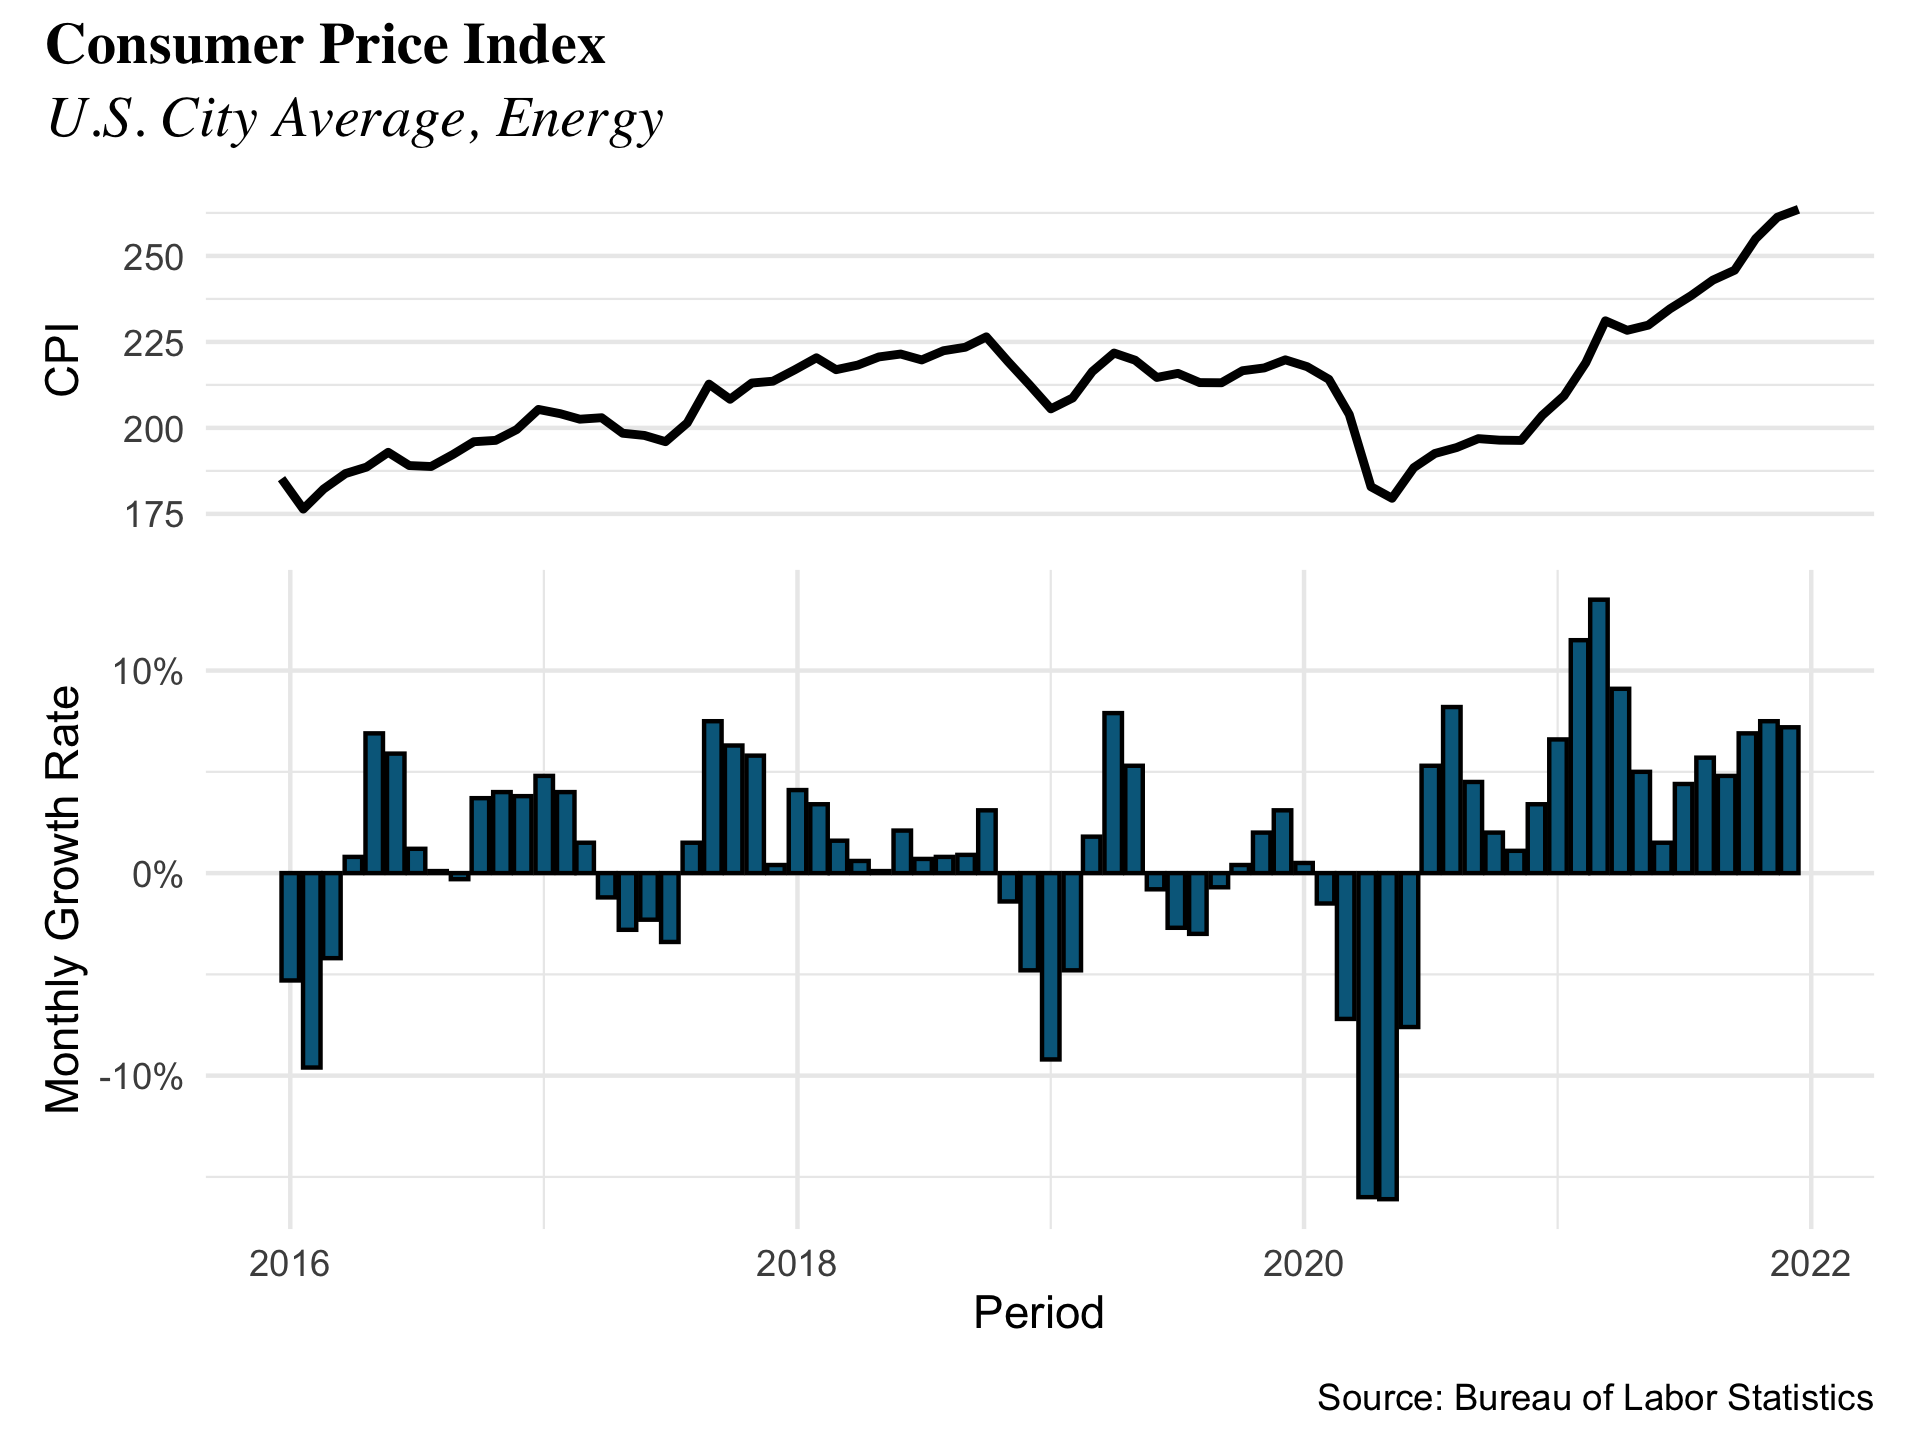 Consumer Price Index
U.S. City Average, Energy
CPI
250
225
200
175
Monthly Growth Rate
10%
0%
-10%
2016 2018 2020 2022
Period
Source: Bureau of Labor Statistics